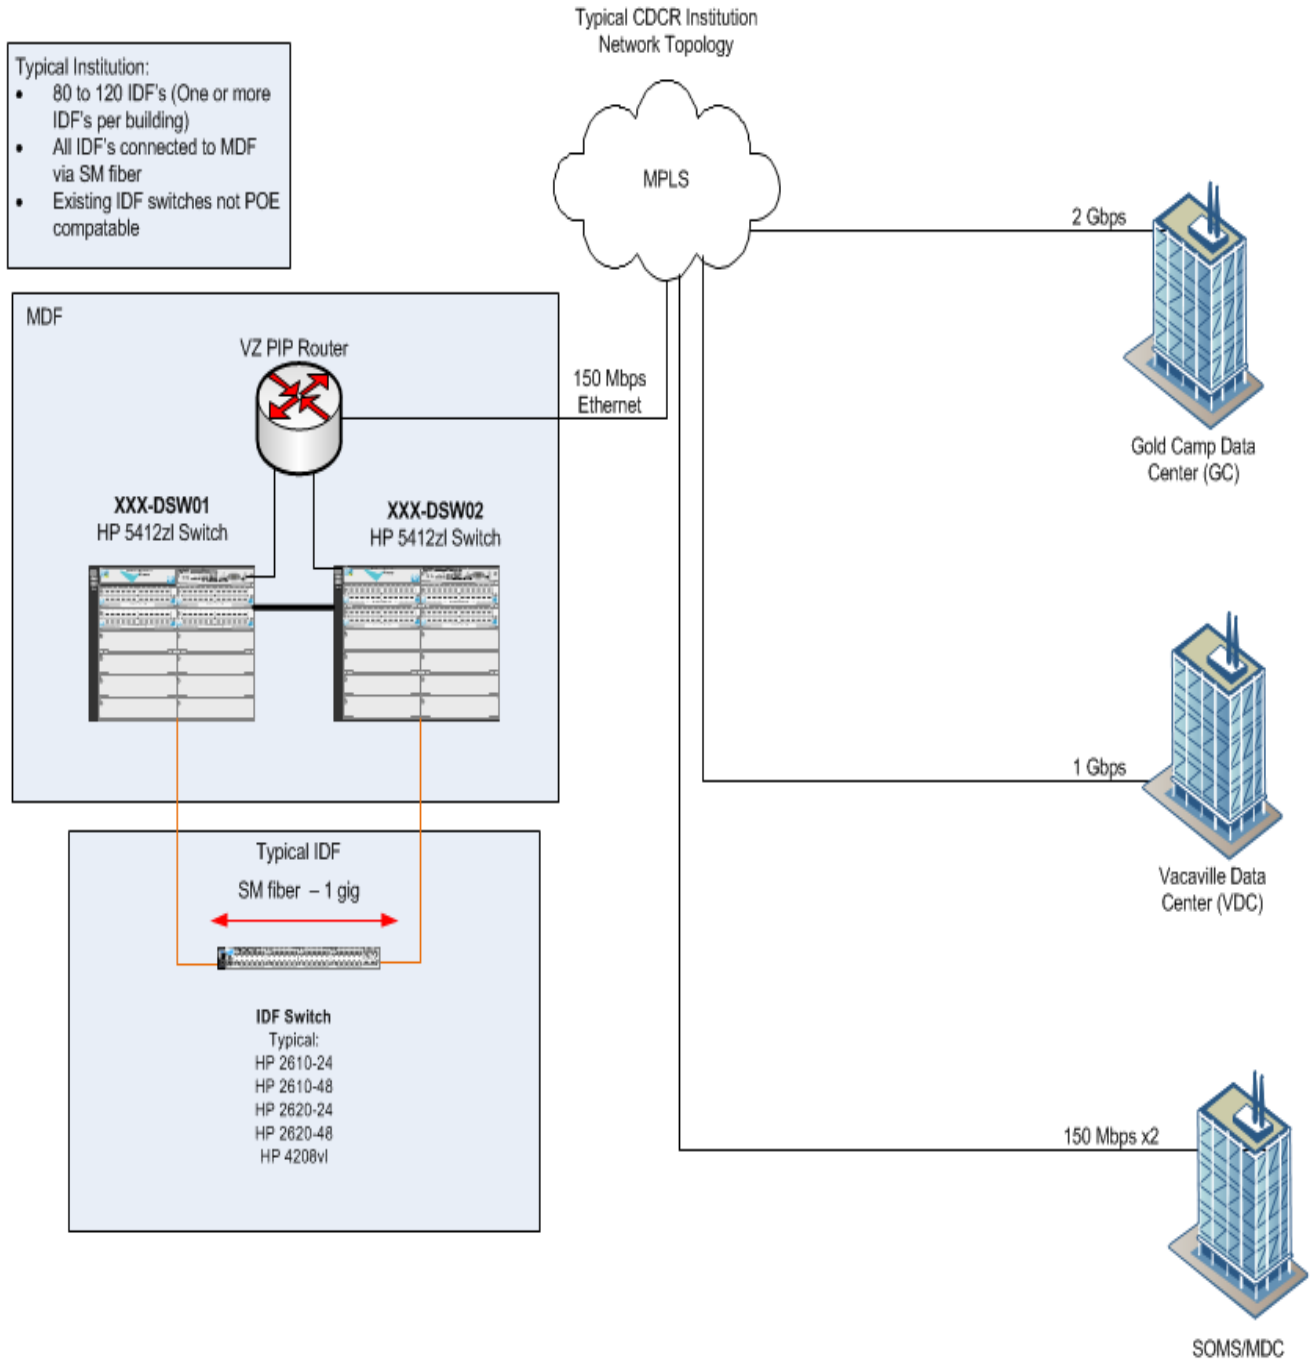 Typical CDCR Institution
Network Topology
Typical Institution:
• 80 to 120 IDF's (One or more
IDF's per building)
• All IDF's connected to MDF
via SM fiber
• Existing IDF switches not POE
compatable
MPLS
2 Gbps
Gold Camp Data
Center (GC)
MDF
VZ PIP Router
150 Mbps
Ethernet
XXX-DSW01
HP 5412zl Switch
XXX-DSW02
HP 5412zl Switch
1 Gbps
Vacaville Data
Center (VDC)
Typical IDF
SM fiber – 1 gig
IDF Switch
Typical:
HP 2610-24
HP 2610-48
HP 2620-24
HP 2620-48
HP 4208vl
150 Mbps x2
SOMS/MDC